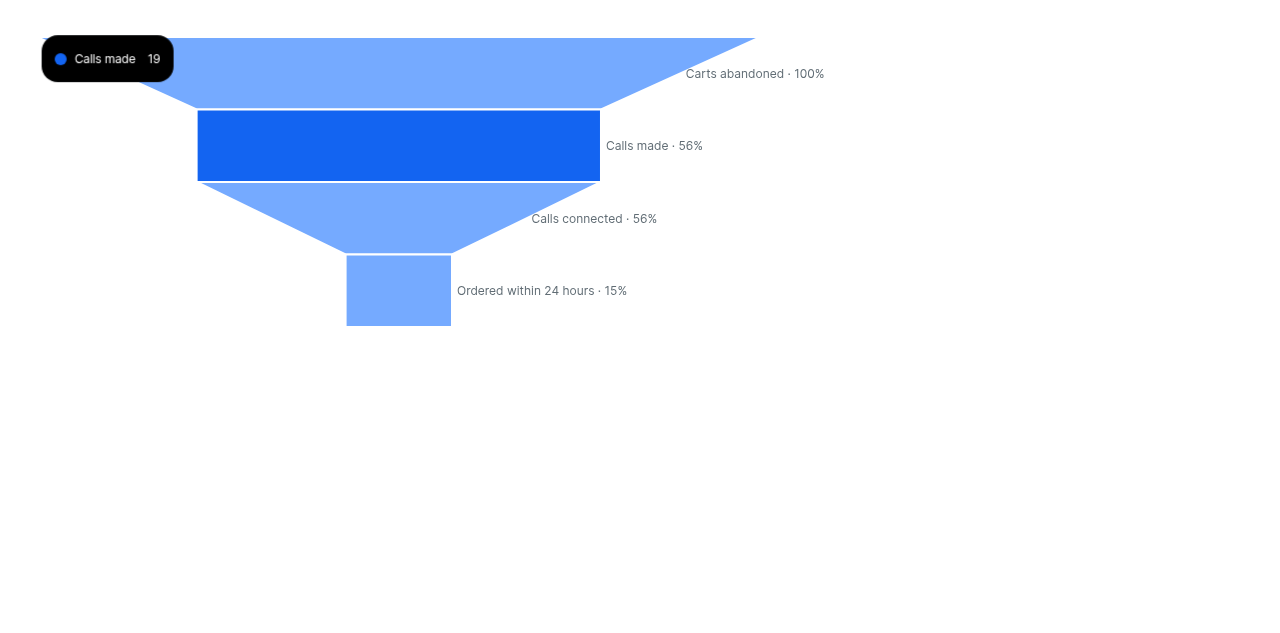 Calls made 19
Carts abandoned · 100%
Calls made · 56%
Calls connected · 56%
Ordered within 24 hours · 15%